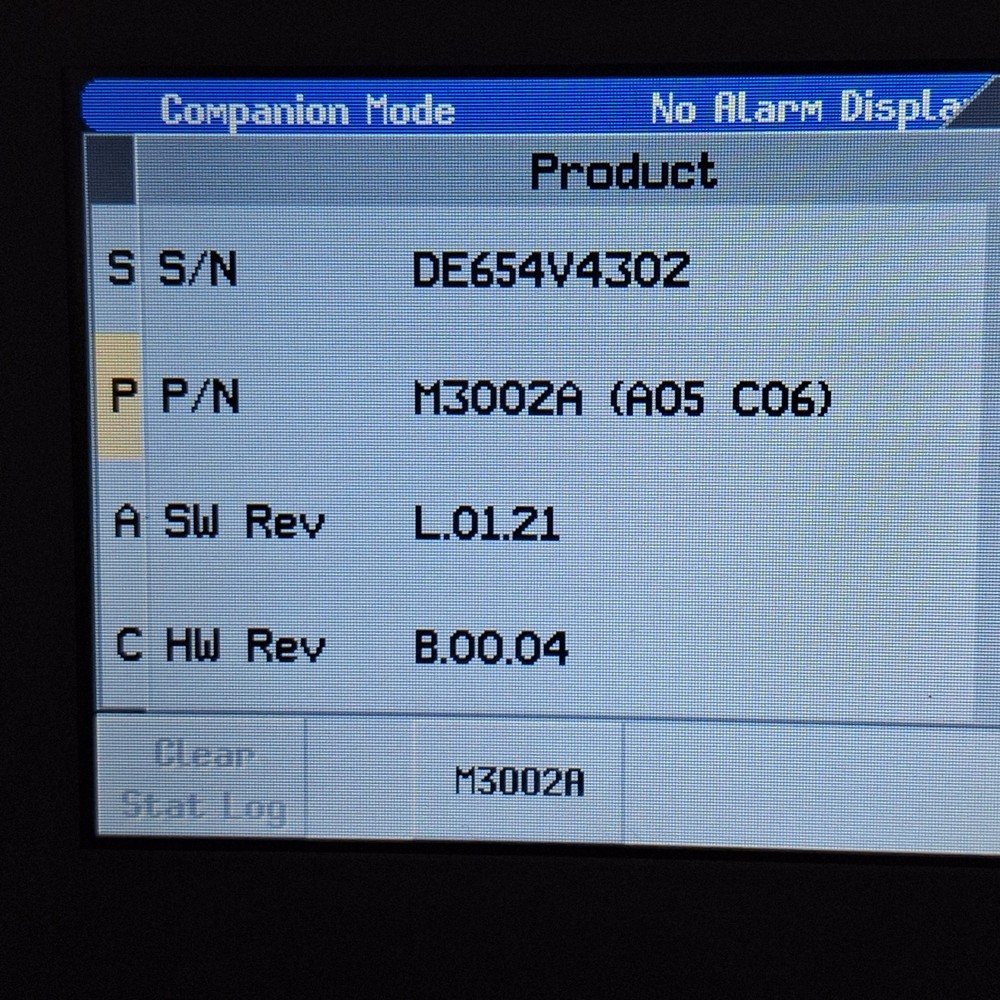 Companion Mode No Alarm Displa
Product
S S/N DE654V4302
P P/N M3002A (A05 C06)
A SW Rev L.01.21
C HW Rev B.00.04
Clear
Stat Log
M3002A